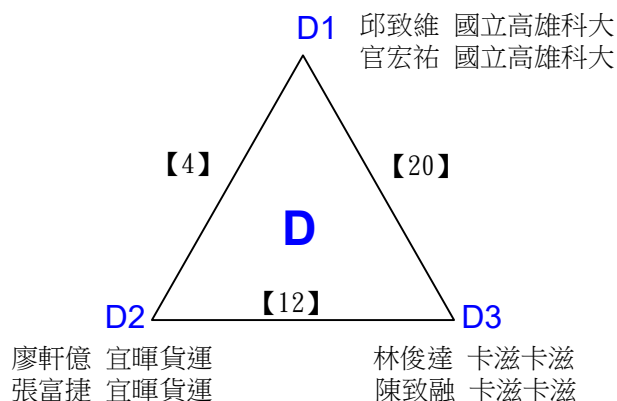 D1 邱致維 國立高雄科大
官宏祐 國立高雄科大
【4】 【20】
D
【12】
D2 D3
廖軒億 宜暉貨運 林俊達 卡滋卡滋
張富捷 宜暉貨運 陳致融 卡滋卡滋